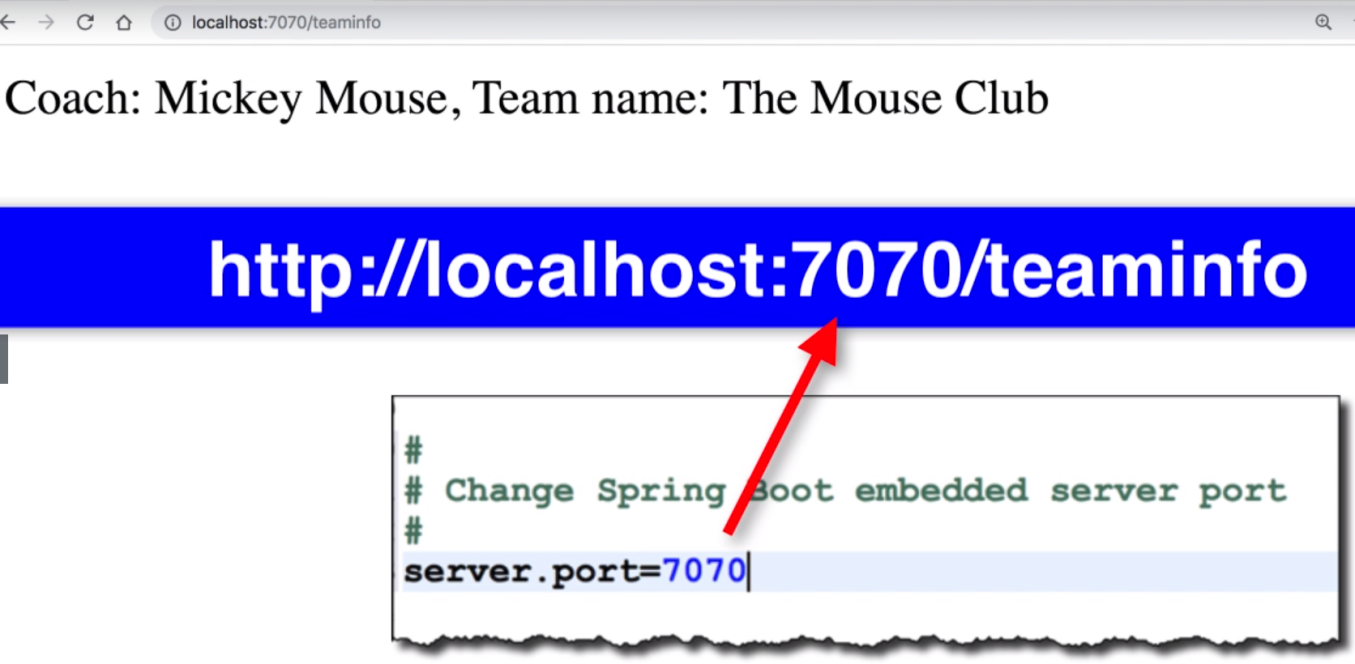 localhost:7070/teaminfo
Coach: Mickey Mouse, Team name: The Mouse Club
http://localhost:7070/teaminfo
#
# Change Spring Boot embedded server port
#
server.port=7070